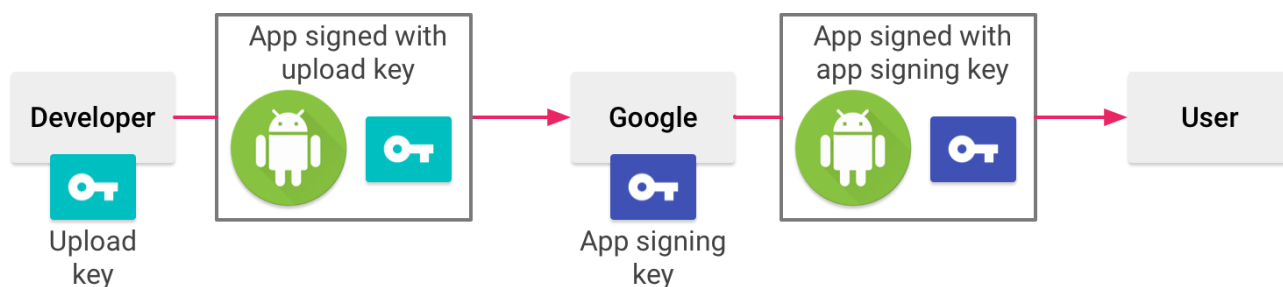 App signed with
upload key
App signed with
app signing key
Developer
Google
User
Upload
key
App signing
key